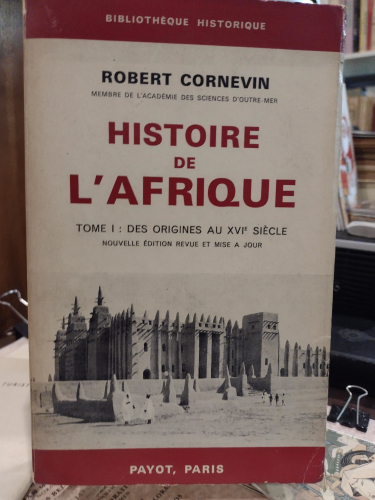 BIBLIOTHÈQUE HISTORIQUE
ROBERT CORNEVIN
MEMBRE DE L'ACADÉMIE DES SCIENCES D'OUTRE-MER
HISTOIRE
DE
L'AFRIQUE
TOME I : DES ORIGINES AU XVIᴱ SIÈCLE
NOUVELLE ÉDITION REVUE ET MISE A JOUR
PAYOT, PARIS